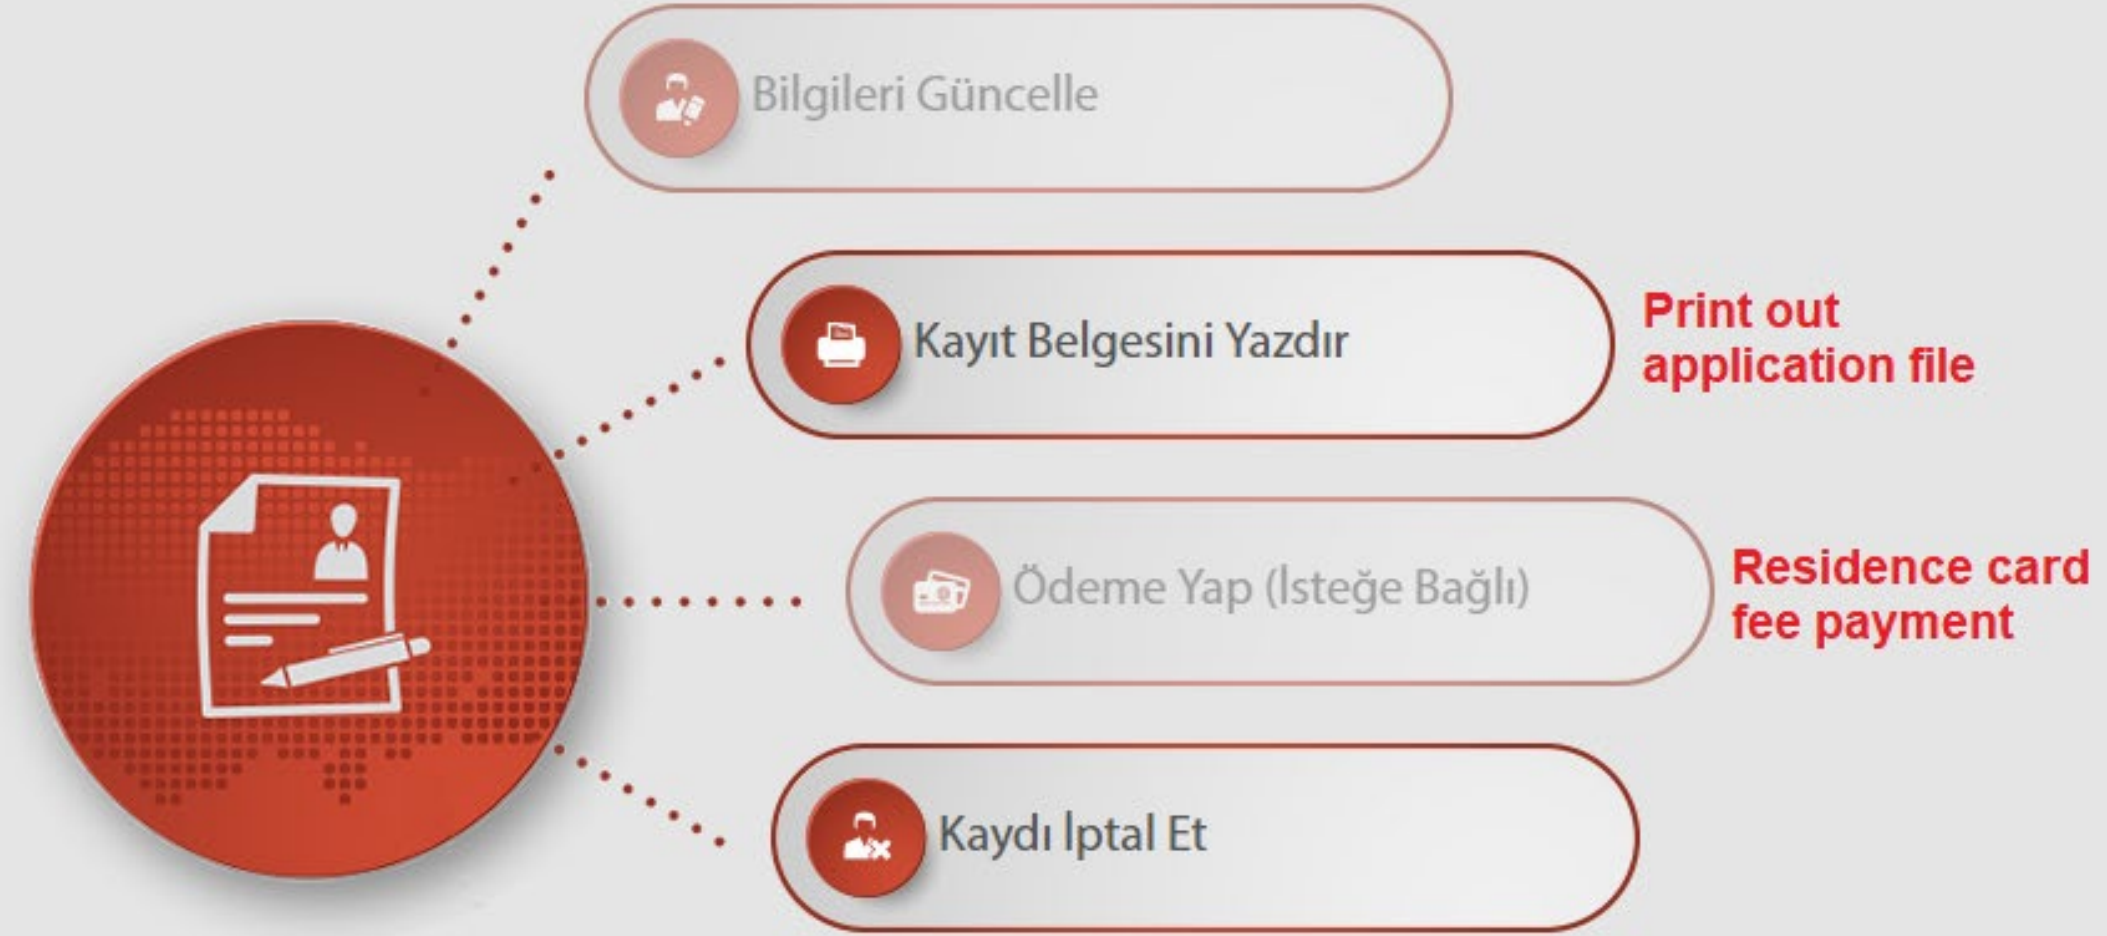 Bilgileri Güncelle
Kayıt Belgesini Yazdır
Print out
application file
Ödeme Yap (İsteğe Bağlı)
Residence card
fee payment
Kaydı İptal Et